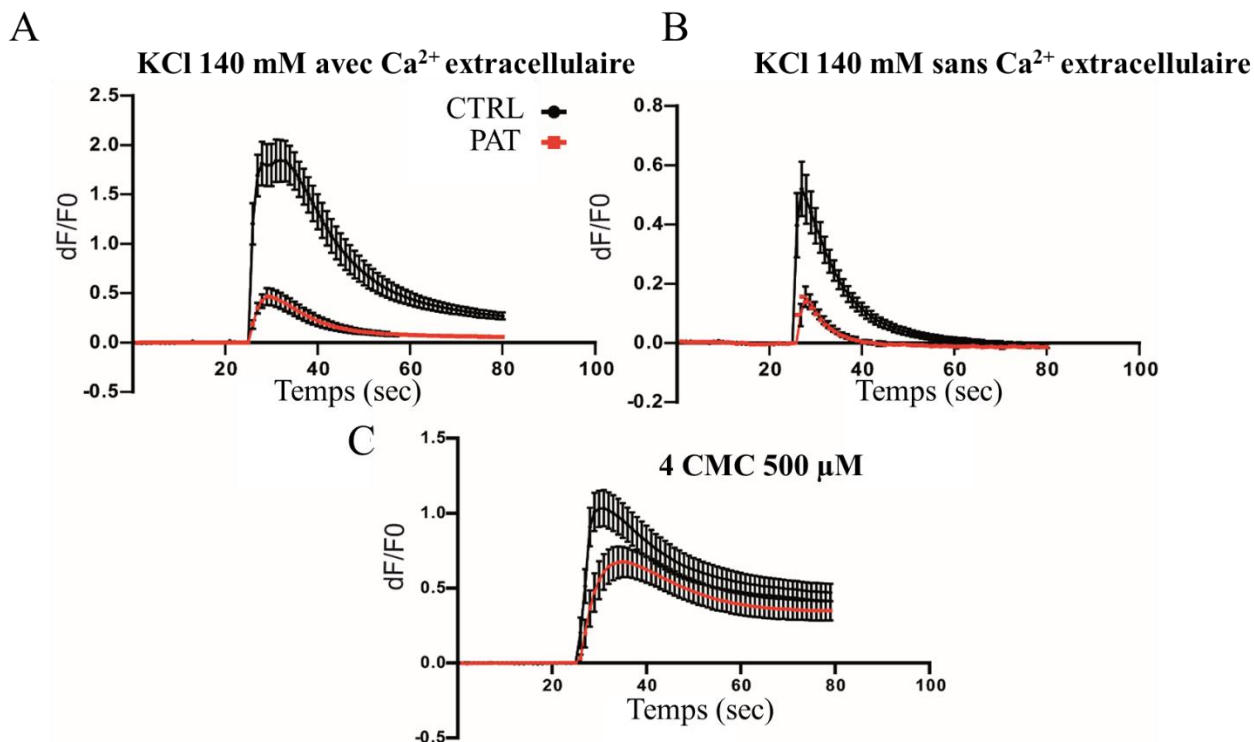 A
KCl 140 mM avec Ca²⁺ extracellulaire
2.5
2.0
1.5
1.0
0.5
0.0
-0.5
dF/F0
20
40
60
80
100
Temps (sec)
CTRL
PAT
B
KCl 140 mM sans Ca²⁺ extracellulaire
0.8
0.6
0.4
0.2
0.0
-0.2
dF/F0
20
40
60
80
100
Temps (sec)
C
4 CMC 500 µM
1.5
1.0
0.5
0.0
-0.5
dF/F0
20
40
60
80
100
Temps (sec)